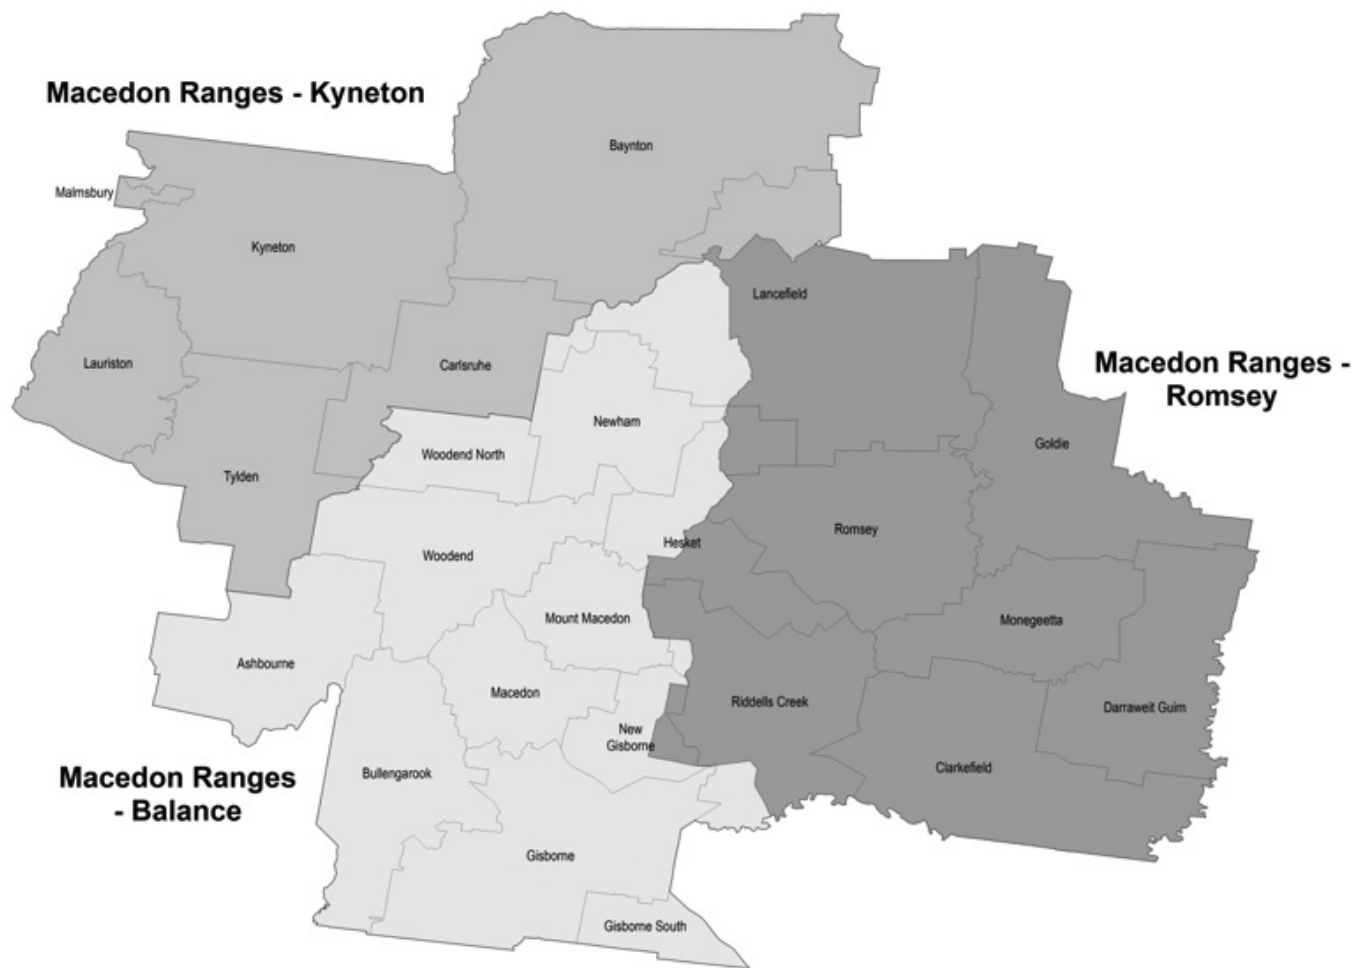 Macedon Ranges - Kyneton
Baynton
Malmsbury
Kyneton
Lancefield
Lauriston
Carlsruhe
Macedon Ranges -
Romsey
Newham
Goldie
Woodend North
Tylden
Romsey
Hesket
Woodend
Mount Macedon
Monegeetta
Ashbourne
Macedon
Riddells Creek
Darraweit Guim
New
Gisborne
Macedon Ranges
- Balance
Bullengarook
Clarkefield
Gisborne
Gisborne South